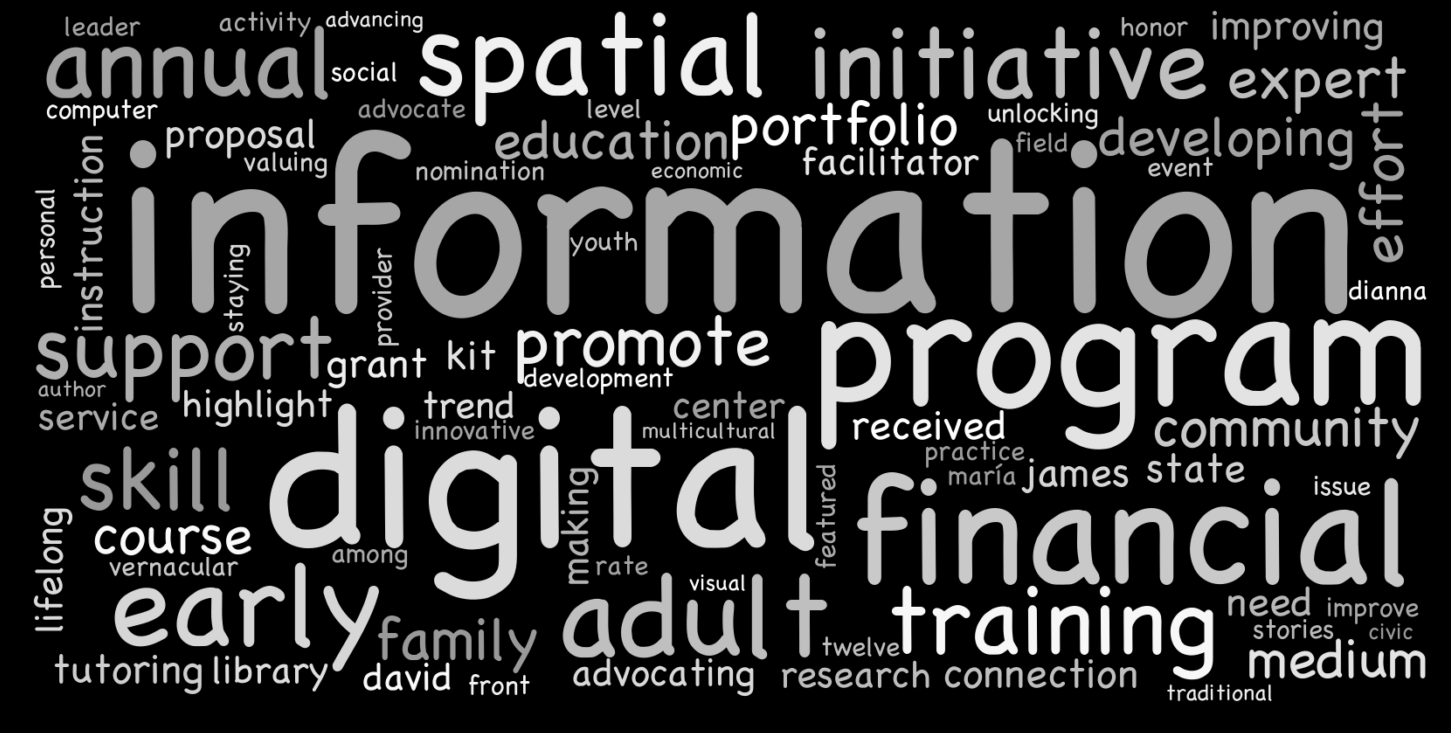 leader
activity
advancing
annual
social
spatial
initiative
honor
improving
expert
computer
proposal
valuing
advocate
level
education
portfolio
nomination
economic
facilitator
unlocking
field
developing
event
effort
personal
instruction
information
staying
provider
youth
dianna
support
grant
kit
promote
development
program
author
service
highlight
trend
innovative
center
multicultural
received
community
practice
maría
james
state
skill
digital
making
featured
financial
issue
lifelong
course
vernacular
among
rate
early
family
adult
visual
twelve
training
need
improve
stories
civic
medium
tutoring
library
david
front
advocating
research
connection
traditional